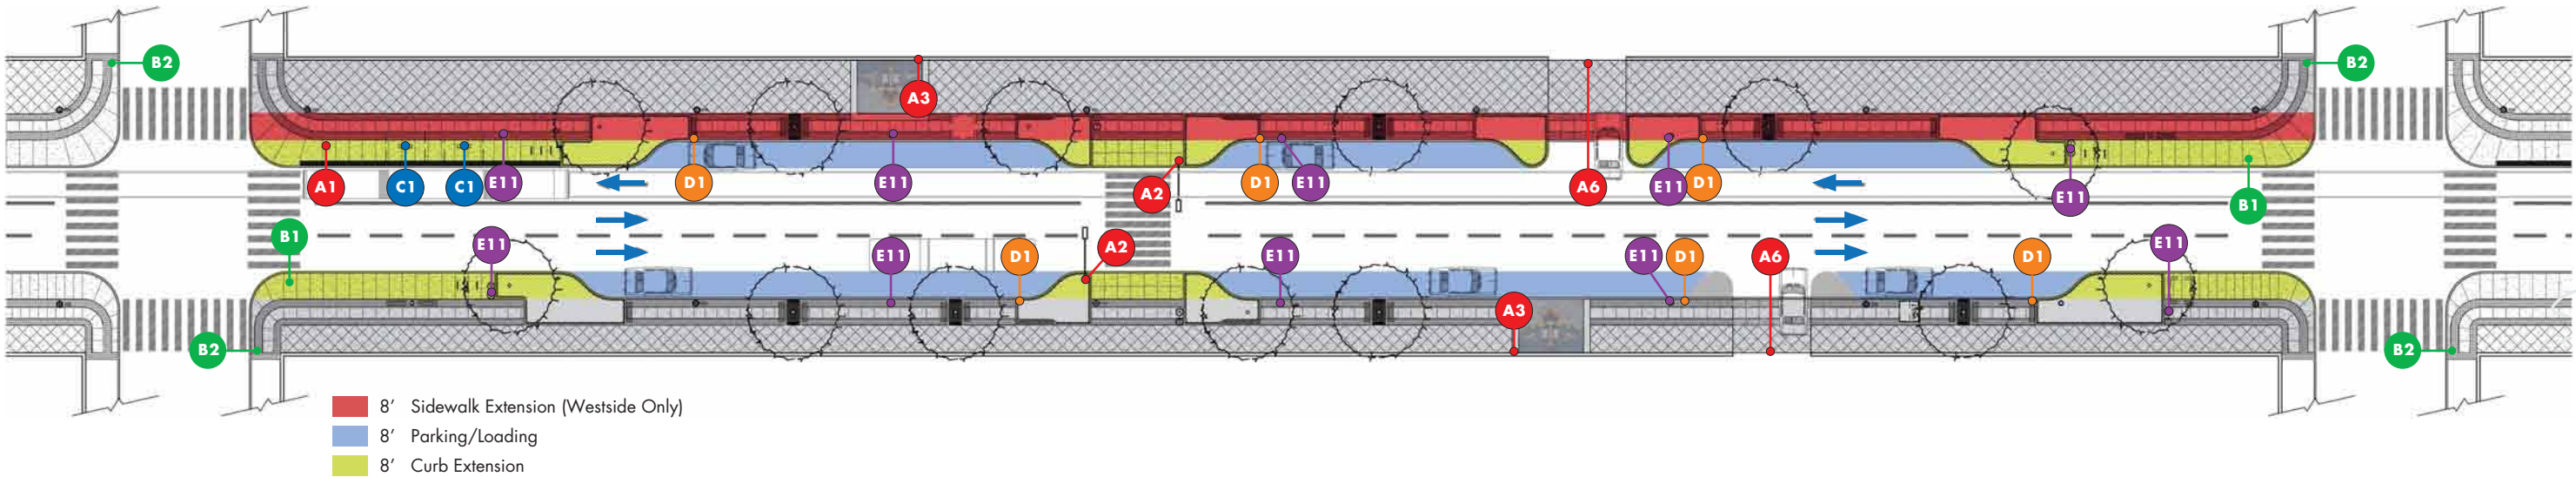 B2
B2
A3
A1
C1
C1
E11
D1
E11
A2
D1
E11
A6
E11
D1
E11
B1
B1
E11
E11
D1
A2
E11
E11
D1
A6
D1
E11
A3
B2
B2
8' Sidewalk Extension (Westside Only)
8' Parking/Loading
8' Curb Extension